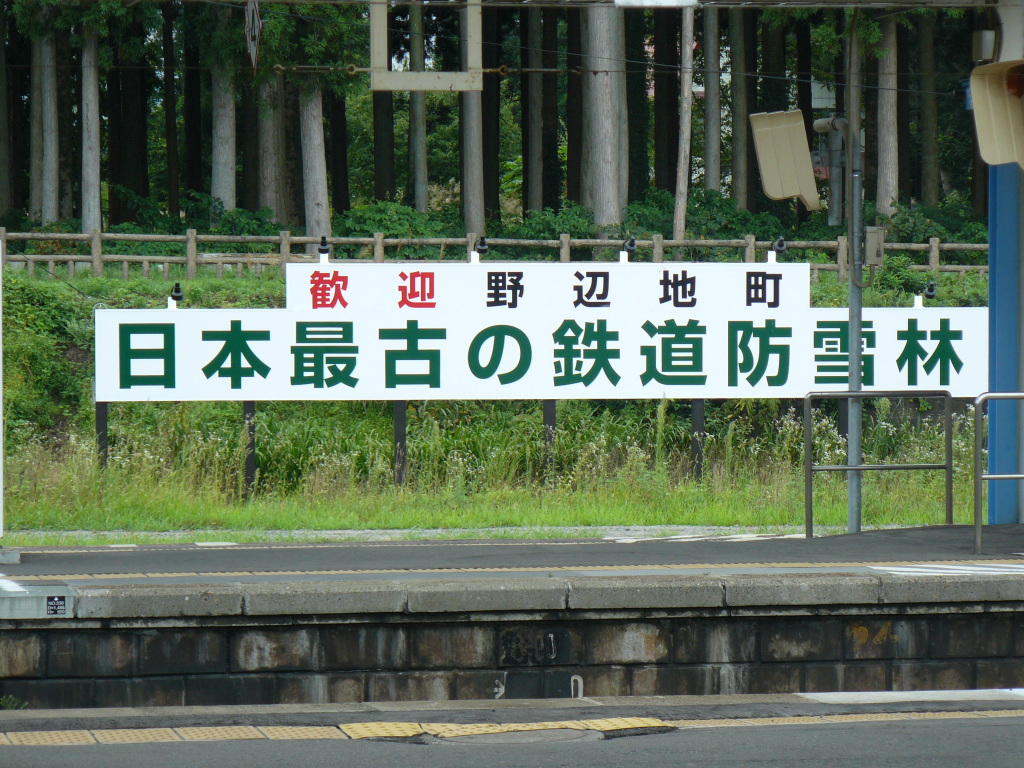 歓迎 野辺地町
日本最古の鉄道防雪林